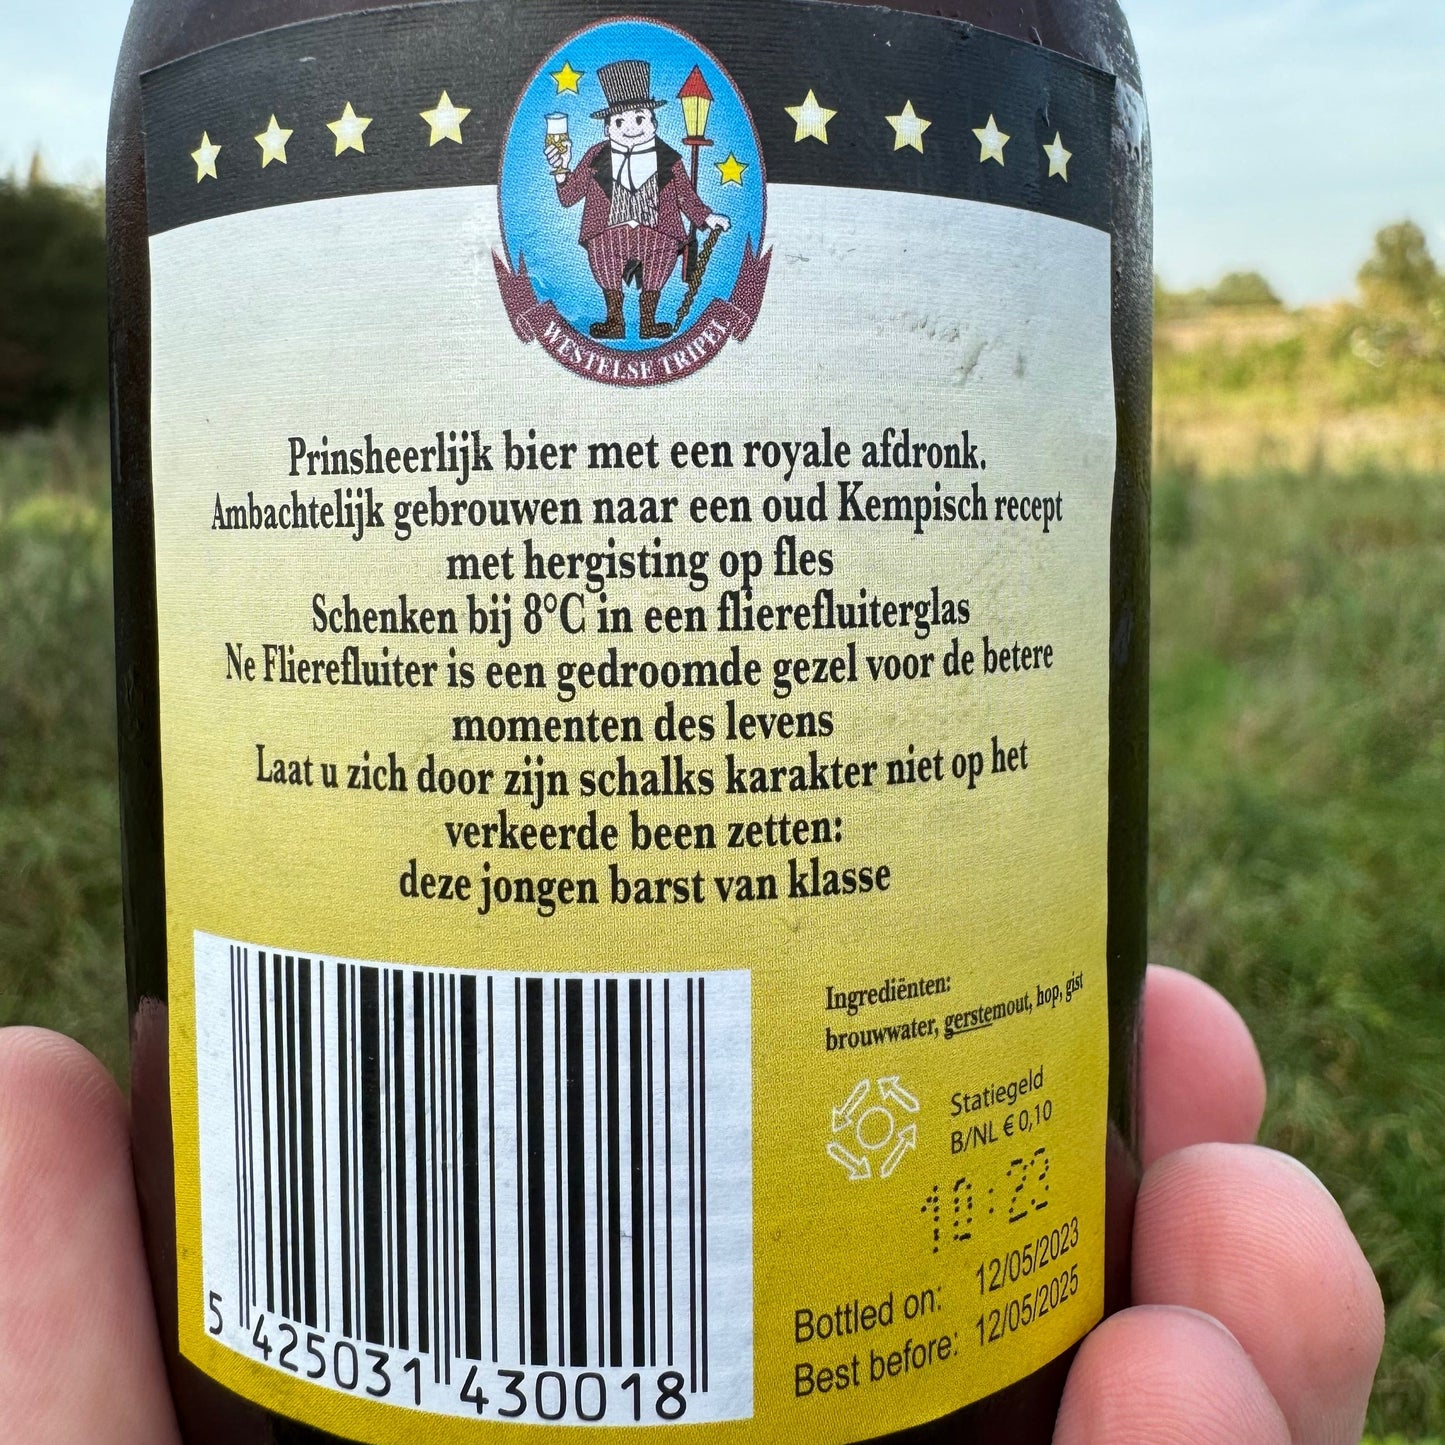 WESTELSE TRIPEL
Prinsheerlijk bier met een royale afdronk.
Ambachtelijk gebrouwen naar een oud Kempisch recept
met hergisting op fles
Schenken bij 8°C in een flierefluiterglas
Ne Flierefluiter is een gedroomde gezel voor de betere
momenten des levens
Laat u zich door zijn schalks karakter niet op het
verkeerde been zetten:
deze jongen barst van klasse
Ingrediënten:
brouwwater, gerstemout, hop, gist
Statiegeld
B/NL € 0,10
10:23
Bottled on: 12/05/2023
Best before: 12/05/2025
5 425031 430018